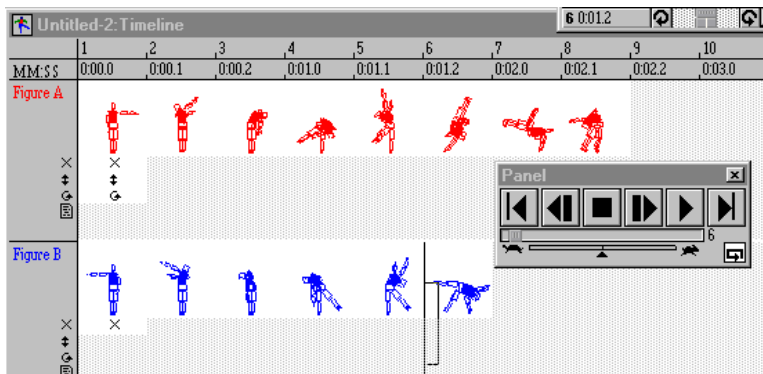 Untitled-2:Timeline
6 0:01.2
1 2 3 4 5 6 7 8 9 10
MM:SS 0:00.0 0:00.1 0:00.2 0:01.0 0:01.1 0:01.2 0:02.0 0:02.1 0:02.2 0:03.0
Figure A
Panel
6
Figure B